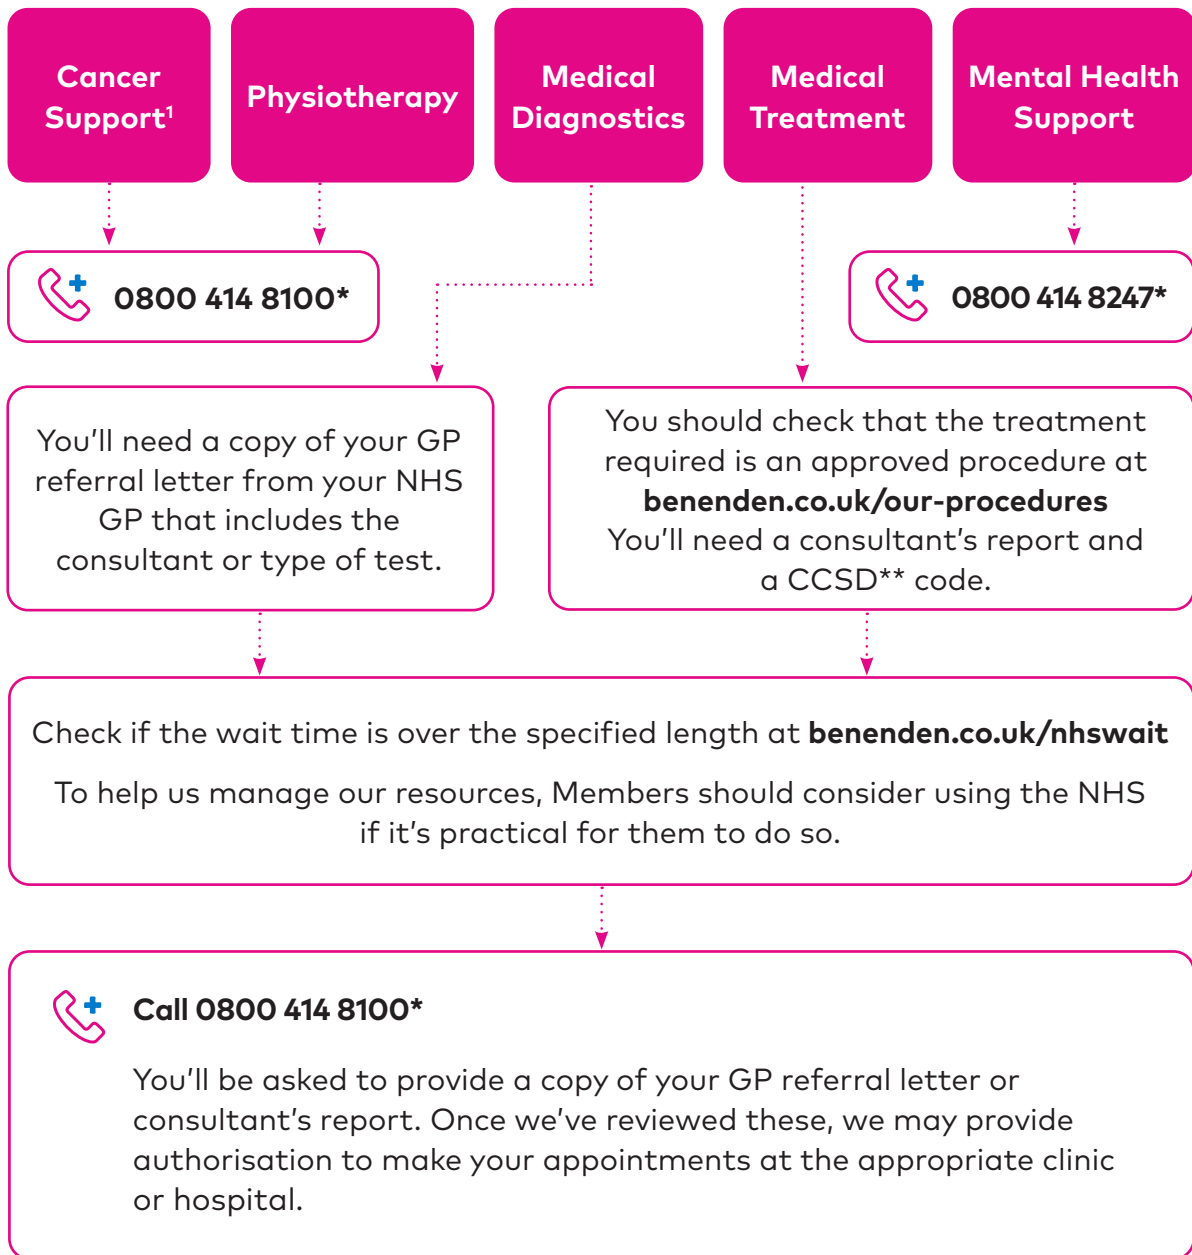 Cancer
Support¹
Physiotherapy
Medical
Diagnostics
Medical
Treatment
Mental Health
Support
0800 414 8100*
0800 414 8247*
You'll need a copy of your GP
referral letter from your NHS
GP that includes the
consultant or type of test.
You should check that the treatment
required is an approved procedure at
benenden.co.uk/our-procedures
You'll need a consultant's report and
a CCSD** code.
Check if the wait time is over the specified length at benenden.co.uk/nhswait
To help us manage our resources, Members should consider using the NHS
if it's practical for them to do so.
Call 0800 414 8100*
You'll be asked to provide a copy of your GP referral letter or
consultant's report. Once we've reviewed these, we may provide
authorisation to make your appointments at the appropriate clinic
or hospital.